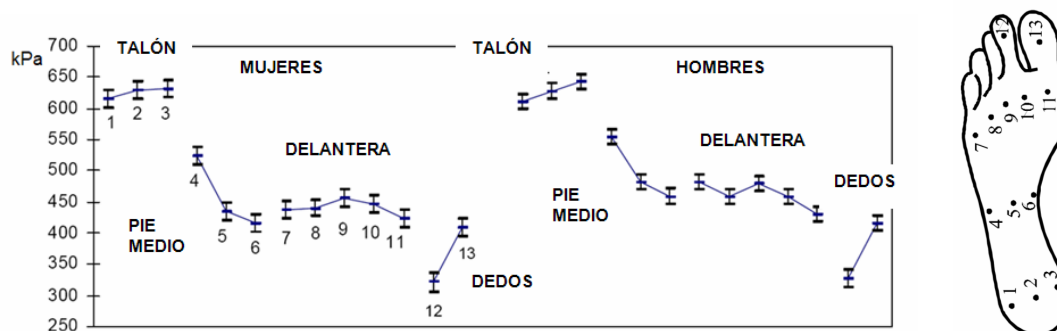 kPa
700
650
600
550
500
450
400
350
300
250
TALÓN
MUJERES
1
2
3
4
5
6
PIE
MEDIO
DELANTERA
7
8
9
10
11
12
13
DEDOS
TALÓN
HOMBRES
DELANTERA
PIE
MEDIO
DEDOS
12
13
11
10
9
8
7
6
5
4
3
2
1